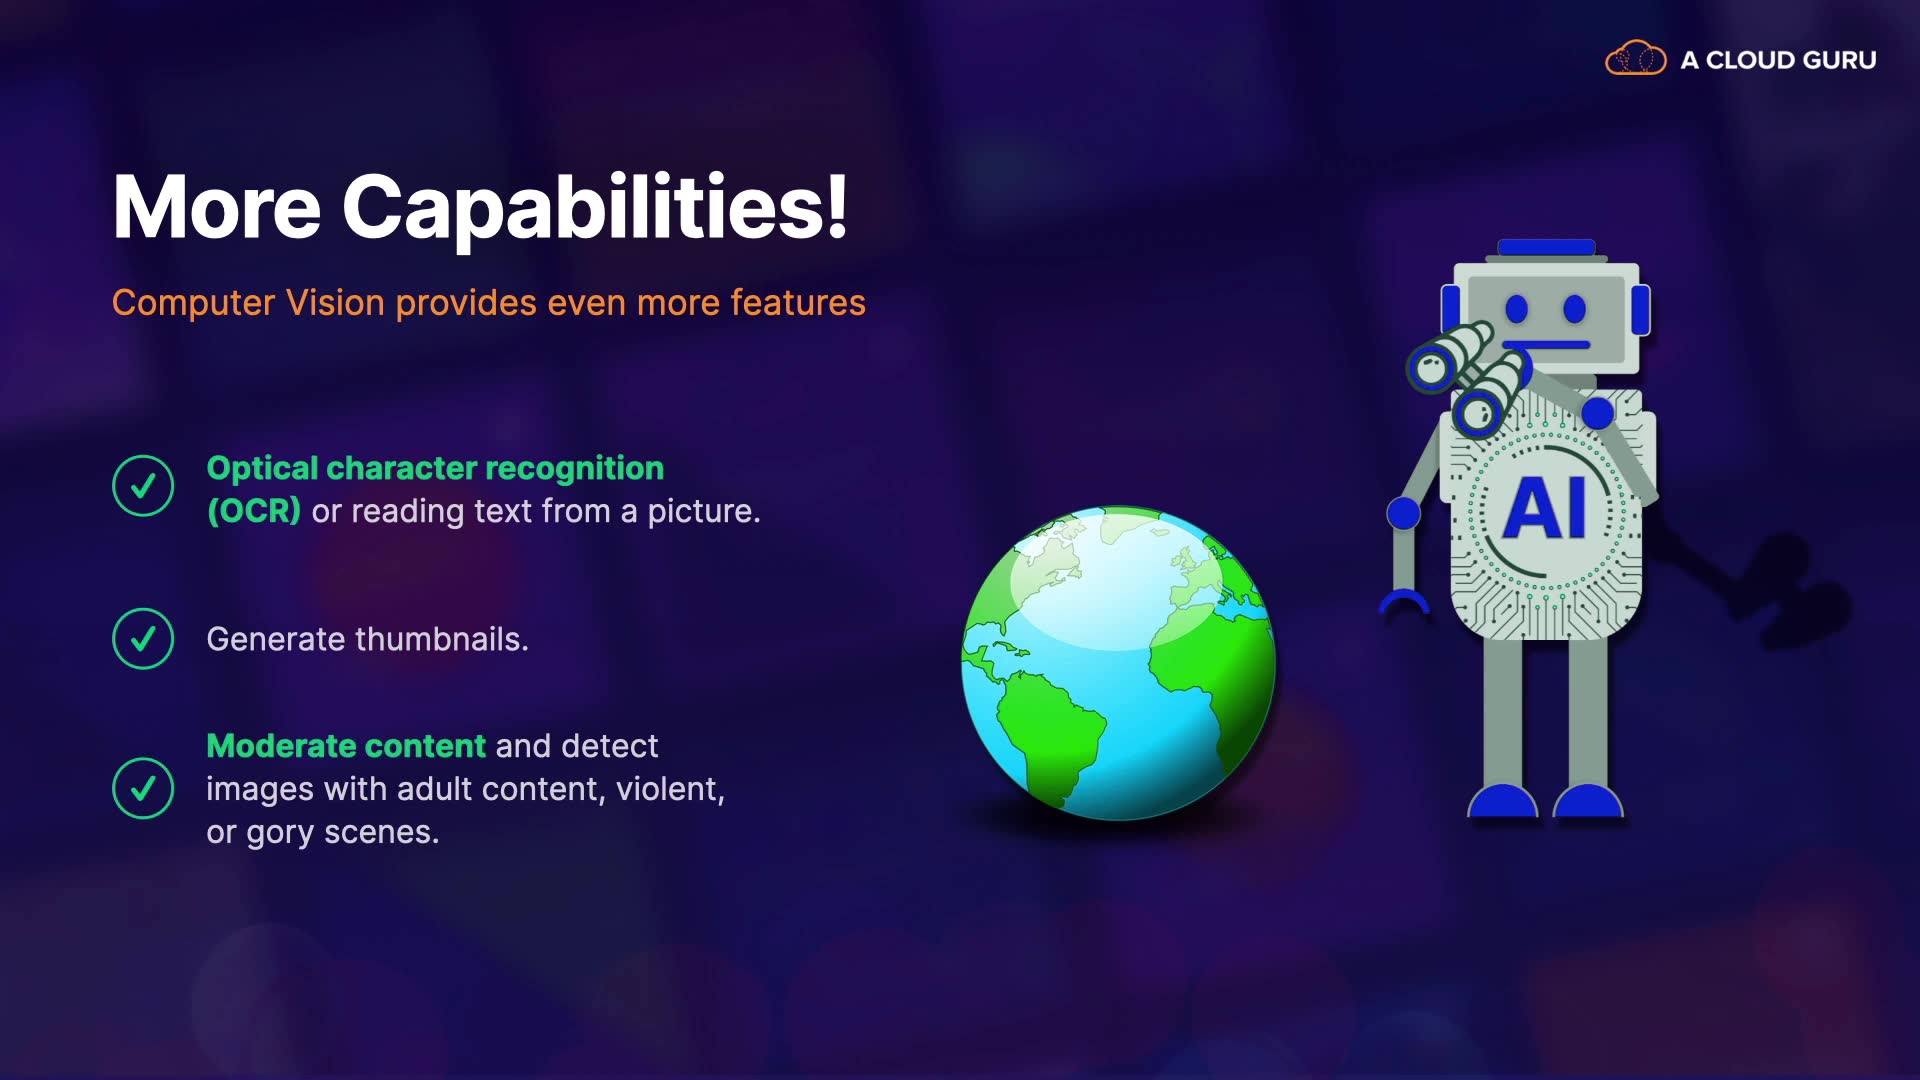 A CLOUD GURU
More Capabilities!
Computer Vision provides even more features
Optical character recognition
(OCR) or reading text from a picture.
Generate thumbnails.
Moderate content and detect
images with adult content, violent,
or gory scenes.
AI